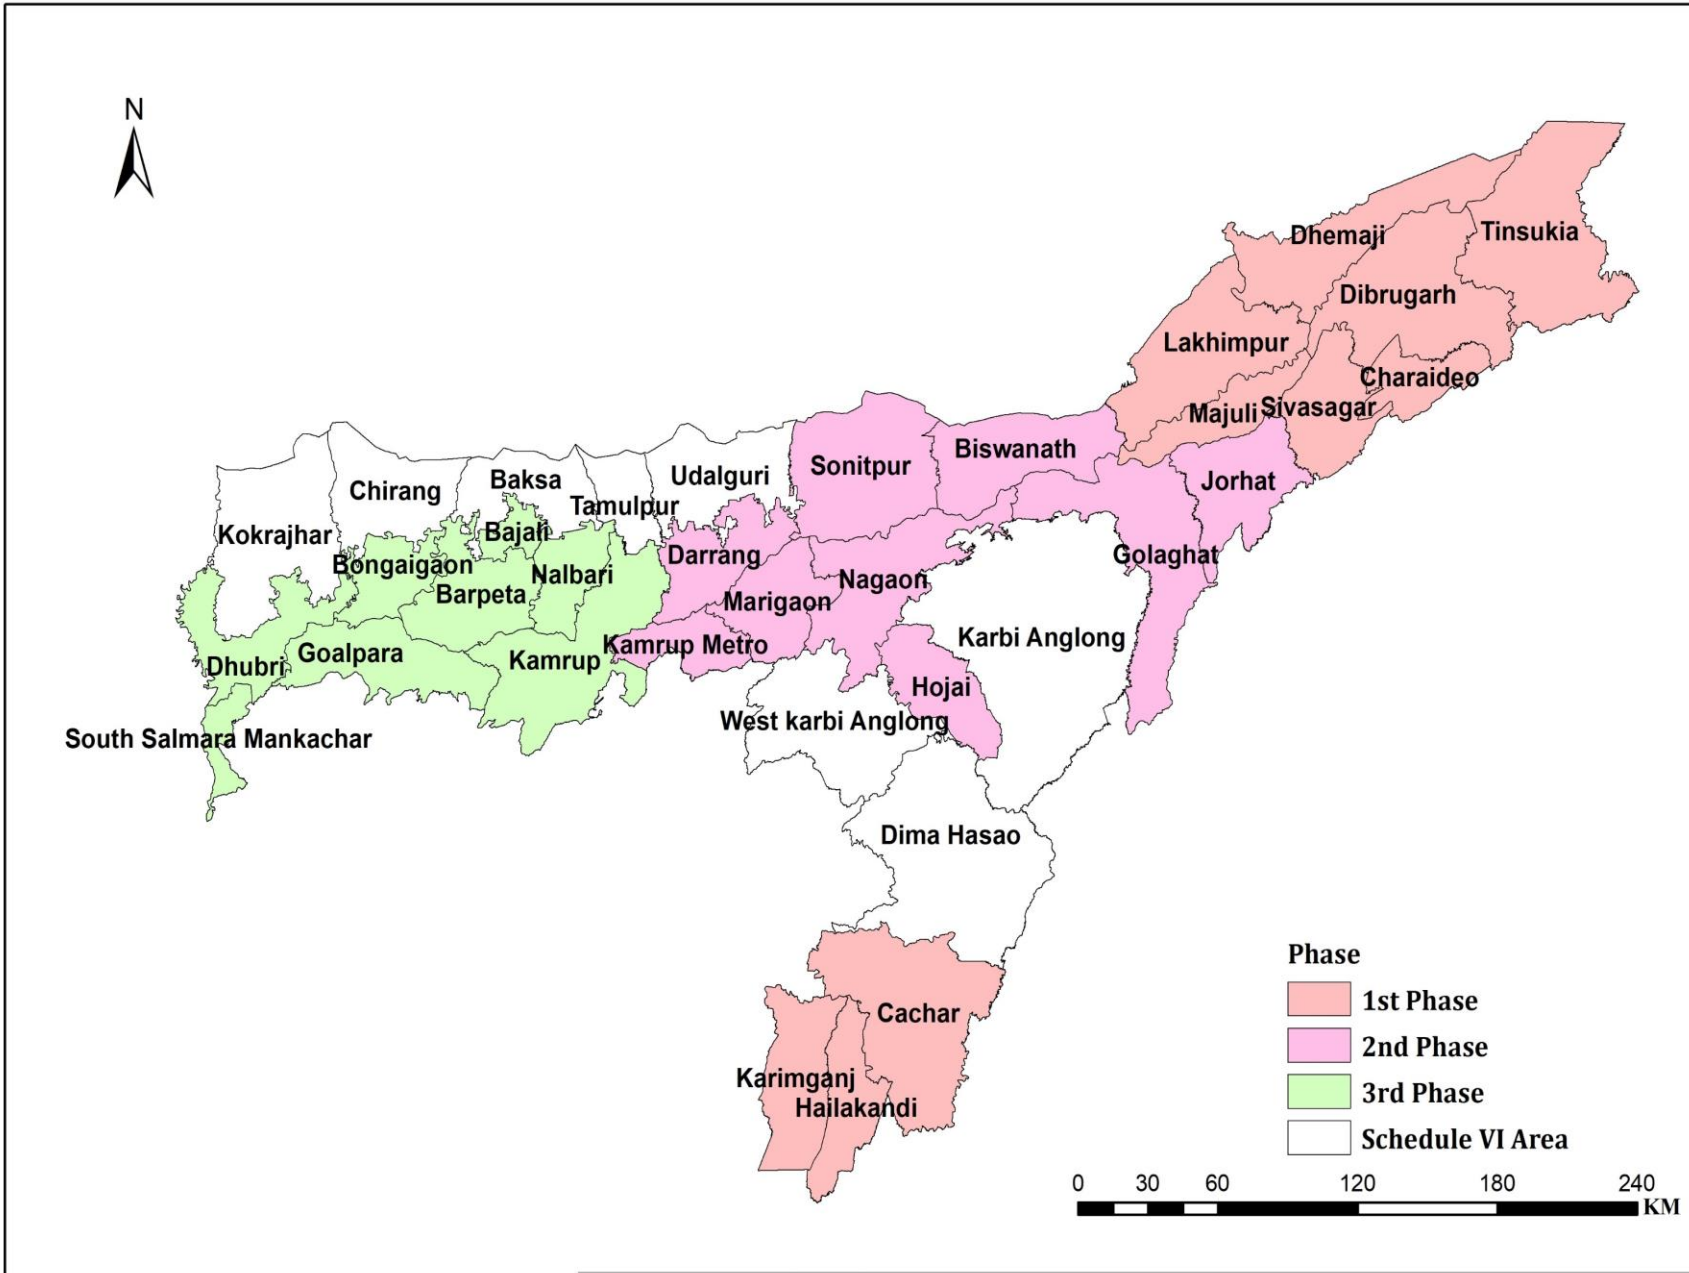 N
Dhemaji
Tinsukia
Dibrugarh
Lakhimpur
Charaideo
Majuli
Sivasagar
Biswanath
Sonitpur
Jorhat
Udalguri
Baksa
Chirang
Tamulpur
Kokrajhar
Bajali
Darrang
Golaghat
Bongaigaon
Nalbari
Nagaon
Barpeta
Marigaon
Karbi Anglong
Kamrup Metro
Goalpara
Kamrup
Dhubri
Hojai
West karbi Anglong
South Salmara Mankachar
Dima Hasao
Cachar
Karimganj
Hailakandi
Phase
1st Phase
2nd Phase
3rd Phase
Schedule VI Area
0 30 60 120 180 240
KM